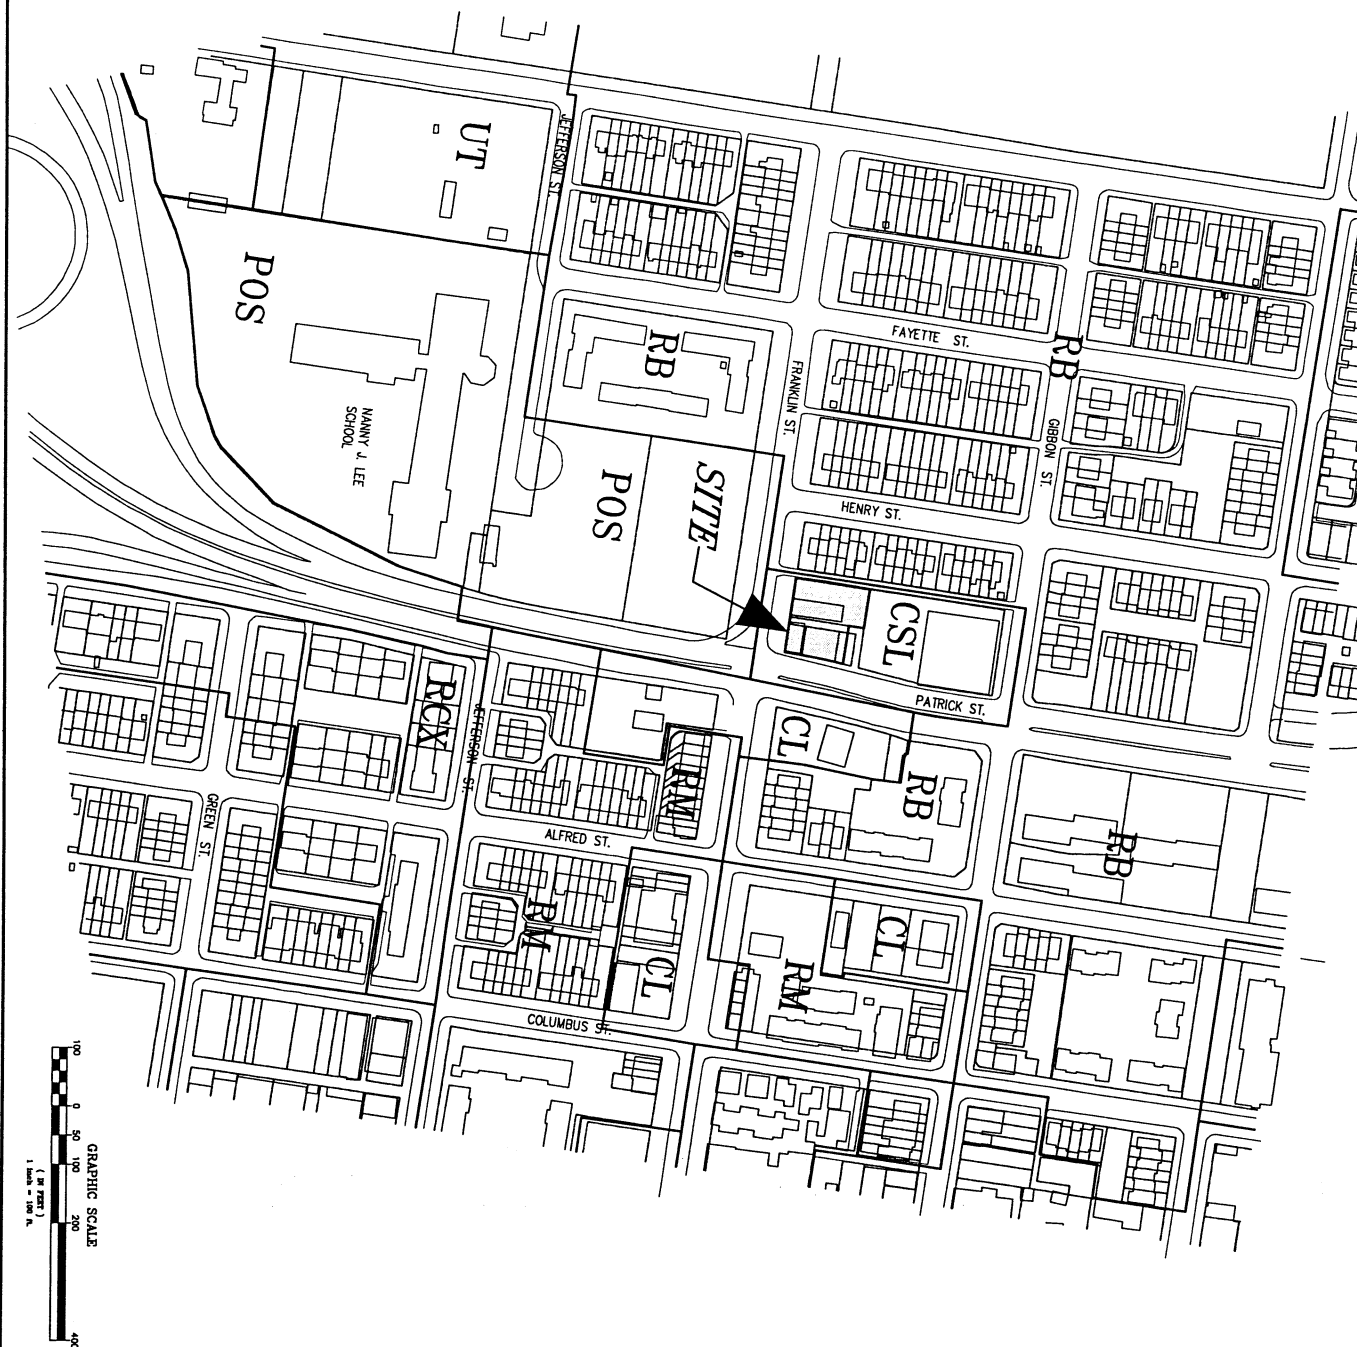 UT
JEFFERSON ST.
POS
NANNY J. LEE
SCHOOL
RB
FRANKLIN ST.
FAYETTE ST.
RB
GIBBON ST.
POS
SITE
HENRY ST.
CSL
PATRICK ST.
CL
RB
RB
RCX
JEFFERSON ST.
RM
ALFRED ST.
GREEN ST.
RM
CL
CL
RM
COLUMBUS ST.
GRAPHIC SCALE
100 0 50 100 200 400
( IN FEET )
1 inch = 100 ft.